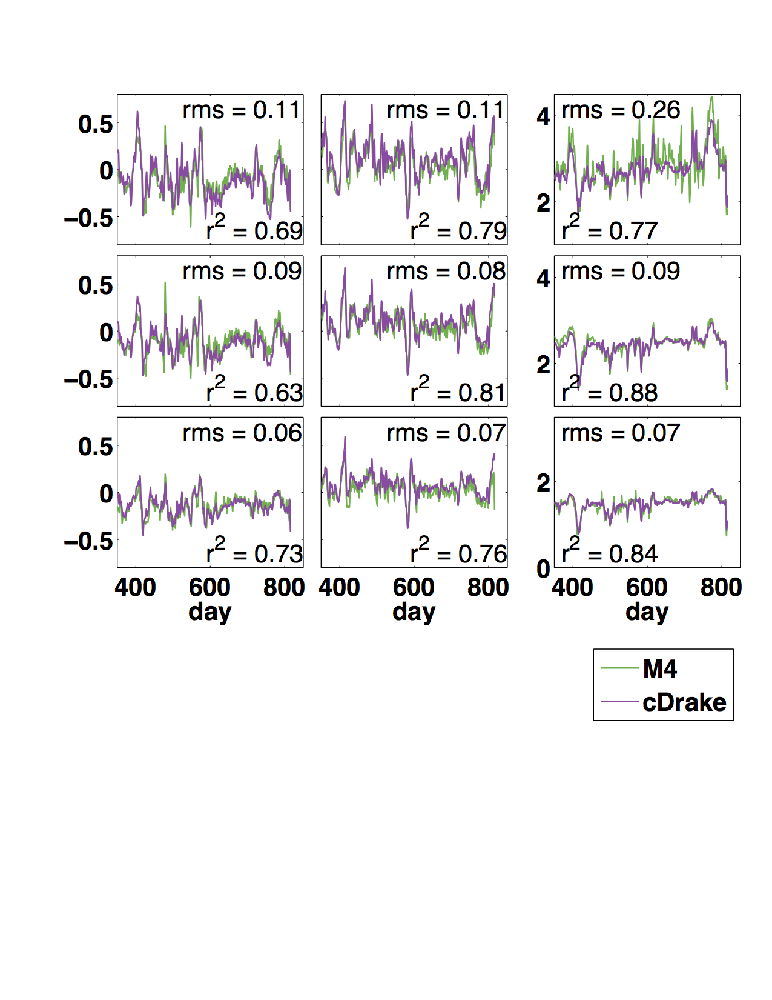 rms = 0.11 rms = 0.11 rms = 0.26
0.5 4
0
2
−0.5
r² = 0.69 r² = 0.79 r² = 0.77
rms = 0.09 rms = 0.08 rms = 0.09
0.5 4
0
2
−0.5
r² = 0.63 r² = 0.81 r² = 0.88
rms = 0.06 rms = 0.07 rms = 0.07
0.5
2
0
−0.5
r² = 0.73 r² = 0.76 r² = 0.84
0
400 600 800 400 600 800 400 600 800
day day day
M4
cDrake